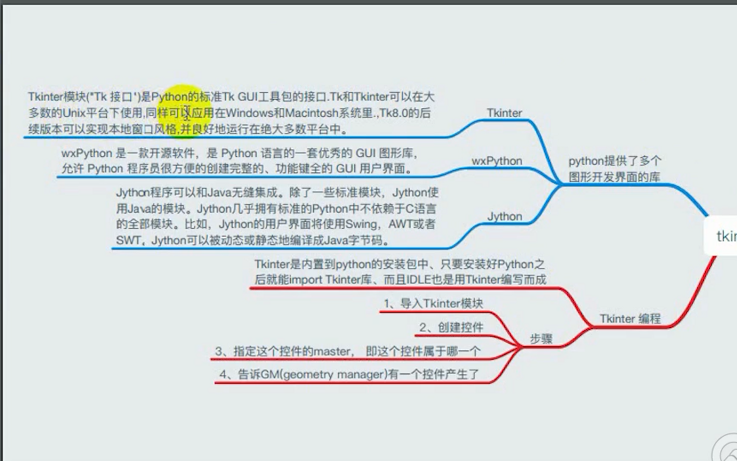 Tkinter模块("Tk 接口")是Python的标准Tk GUI工具包的接口.Tk和Tkinter可以在大
多数的Unix平台下使用,同样可以应用在Windows和Macintosh系统里.,Tk8.0的后
续版本可以实现本地窗口风格,并良好地运行在绝大多数平台中。
Tkinter
wxPython 是一款开源软件，是 Python 语言的一套优秀的 GUI 图形库，
允许 Python 程序员很方便的创建完整的、功能键全的 GUI 用户界面。
wxPython
python提供了多个
图形开发界面的库
Jython程序可以和Java无缝集成。除了一些标准模块，Jython使
用Java的模块。Jython几乎拥有标准的Python中不依赖于C语言
的全部模块。比如，Jython的用户界面将使用Swing，AWT或者
SWT。Jython可以被动态或静态地编译成Java字节码。
Jython
tkin
Tkinter是内置到python的安装包中、只要安装好Python之
后就能import Tkinter库、而且IDLE也是用Tkinter编写而成
Tkinter 编程
1、导入Tkinter模块
2、创建控件
步骤
3、指定这个控件的master， 即这个控件属于哪一个
4、告诉GM(geometry manager)有一个控件产生了